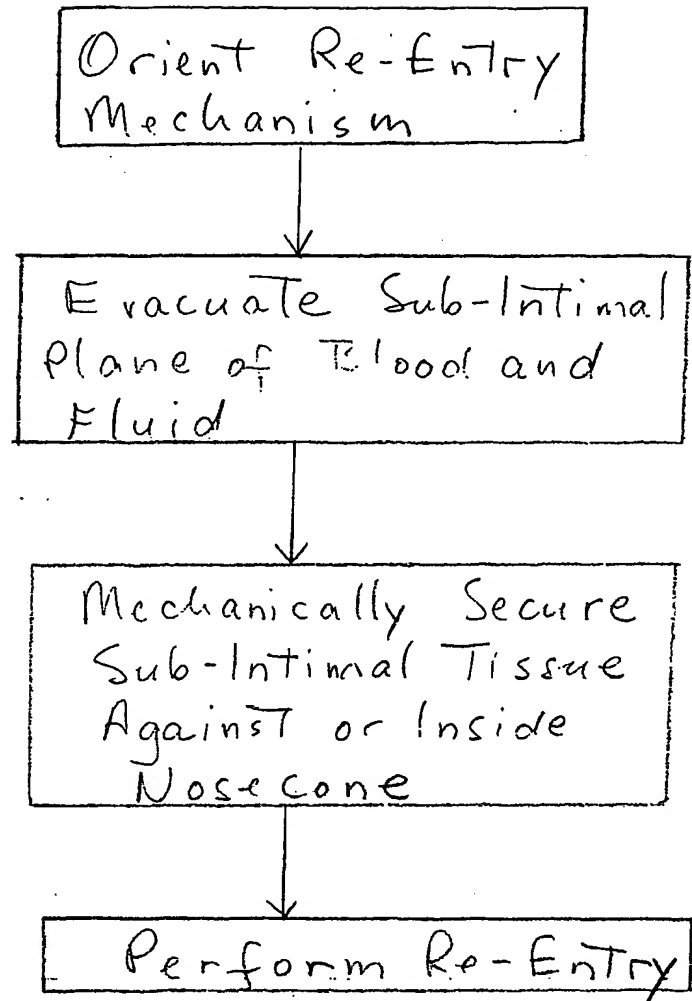 Orient Re-Entry
Mechanism
Evacuate Sub-Intimal
Plane of Blood and
Fluid
Mechanically Secure
Sub-Intimal Tissue
Against or Inside
Nosecone
Perform Re-Entry